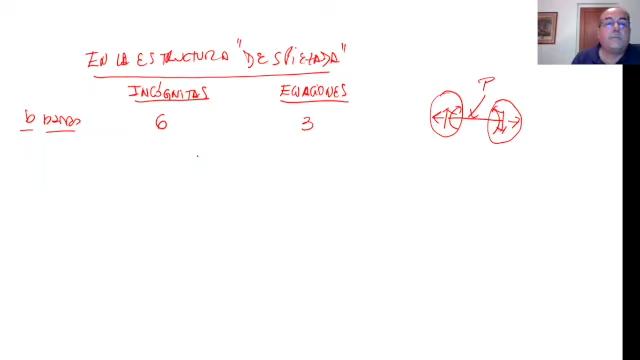 EN LA ESTRUCTURA "DESPIEZADA"
INCÓGNITAS ECUACIONES
b barras 6 3
P